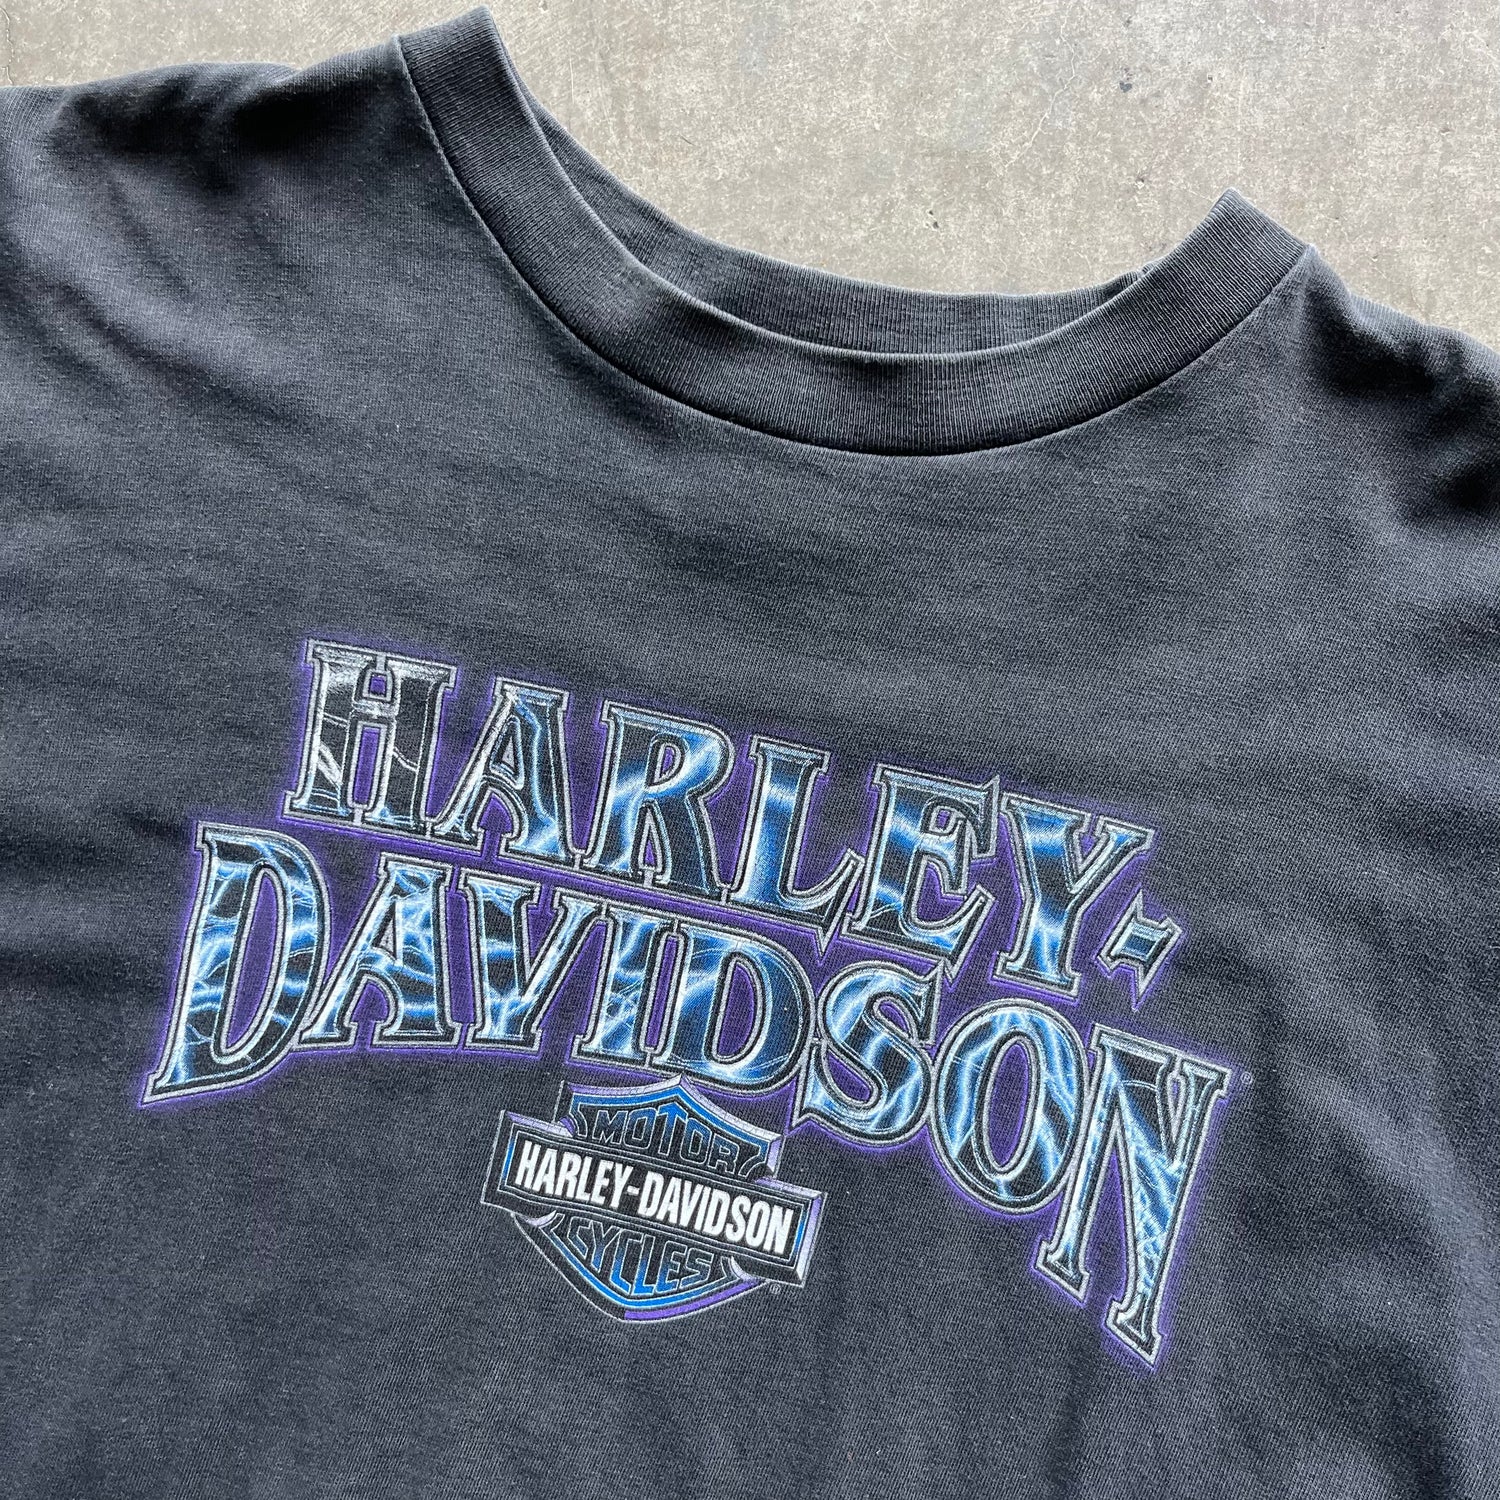 HARLEY-
DAVIDSON®
MOTOR
HARLEY-DAVIDSON
CYCLES
®